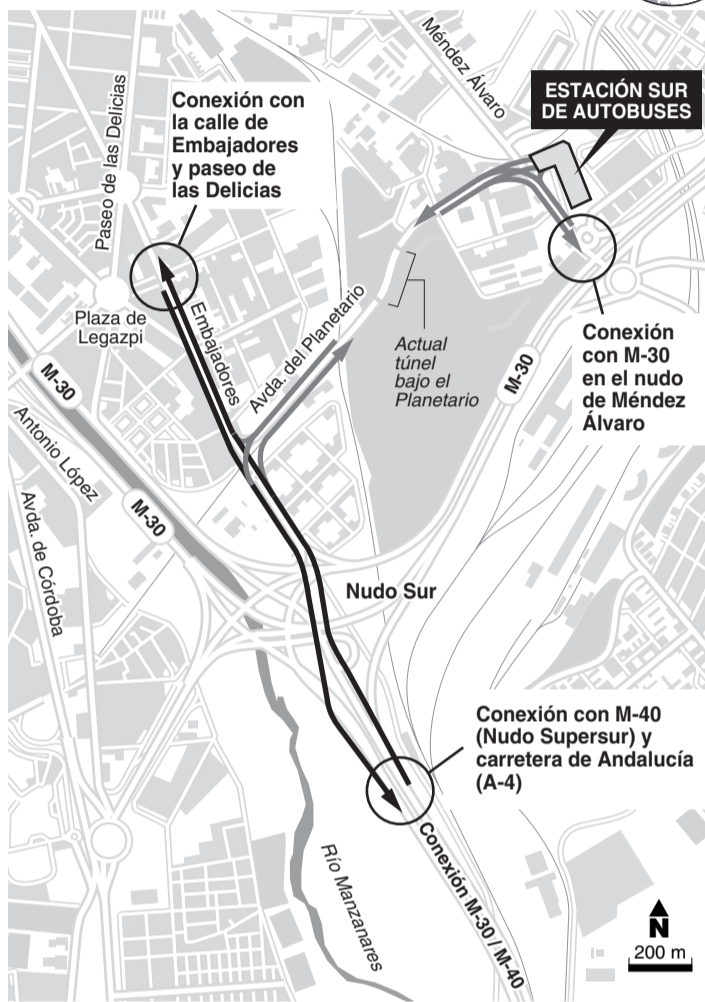 Méndez Álvaro
ESTACIÓN SUR
DE AUTOBUSES
Paseo de las Delicias
Conexión con
la calle de
Embajadores
y paseo de
las Delicias
Plaza de
Legazpi
Embajadores
Avda. del Planetario
Actual
túnel
bajo el
Planetario
M-30
Conexión
con M-30
en el nudo
de Méndez
Álvaro
M-30
Antonio López
M-30
Avda. de Córdoba
Nudo Sur
Conexión con M-40
(Nudo Supersur) y
carretera de Andalucía
(A-4)
Conexión M-30 / M-40
Río Manzanares
N
200 m